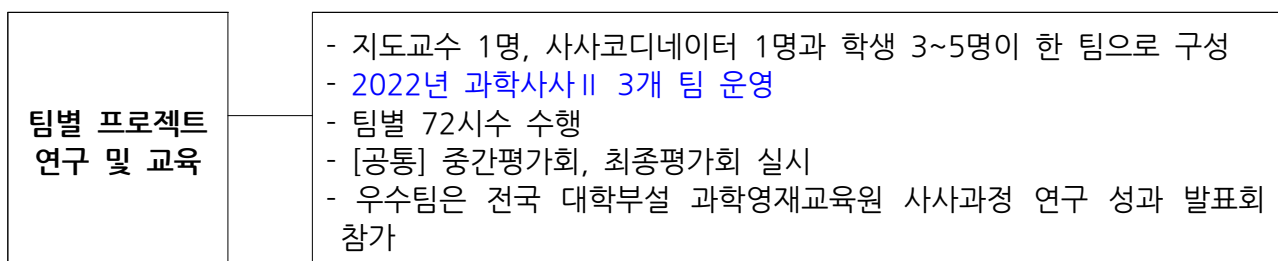 팀별 프로젝트
연구 및 교육
- 지도교수 1명, 사사코디네이터 1명과 학생 3~5명이 한 팀으로 구성
- 2022년 과학사사Ⅱ 3개 팀 운영
- 팀별 72시수 수행
- [공통] 중간평가회, 최종평가회 실시
- 우수팀은 전국 대학부설 과학영재교육원 사사과정 연구 성과 발표회
참가